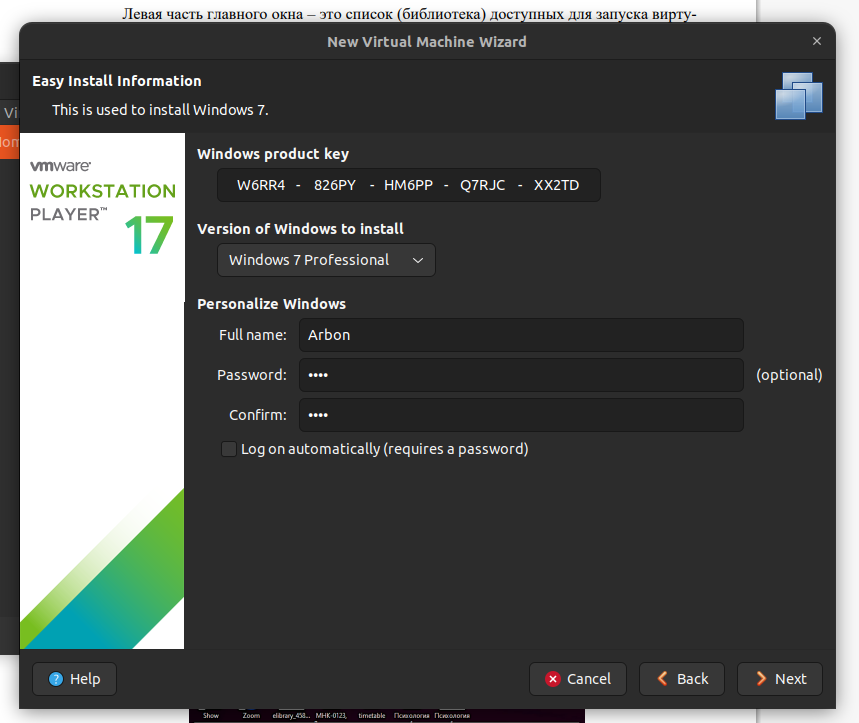 Левая часть главного окна – это список (библиотека) доступных для запуска вирту-
New Virtual Machine Wizard
Easy Install Information
This is used to install Windows 7.
Vi
vmware
WORKSTATION
PLAYER™
17
Windows product key
W6RR4 - 826PY - HM6PP - Q7RJC - XX2TD
Version of Windows to install
Windows 7 Professional
Personalize Windows
Full name: Arbon
Password: •••• (optional)
Confirm: ••••
Log on automatically (requires a password)
Help
Cancel
Back
Next
Show Zoom elibrary_458... МНК-0123, timetable Психология Психология